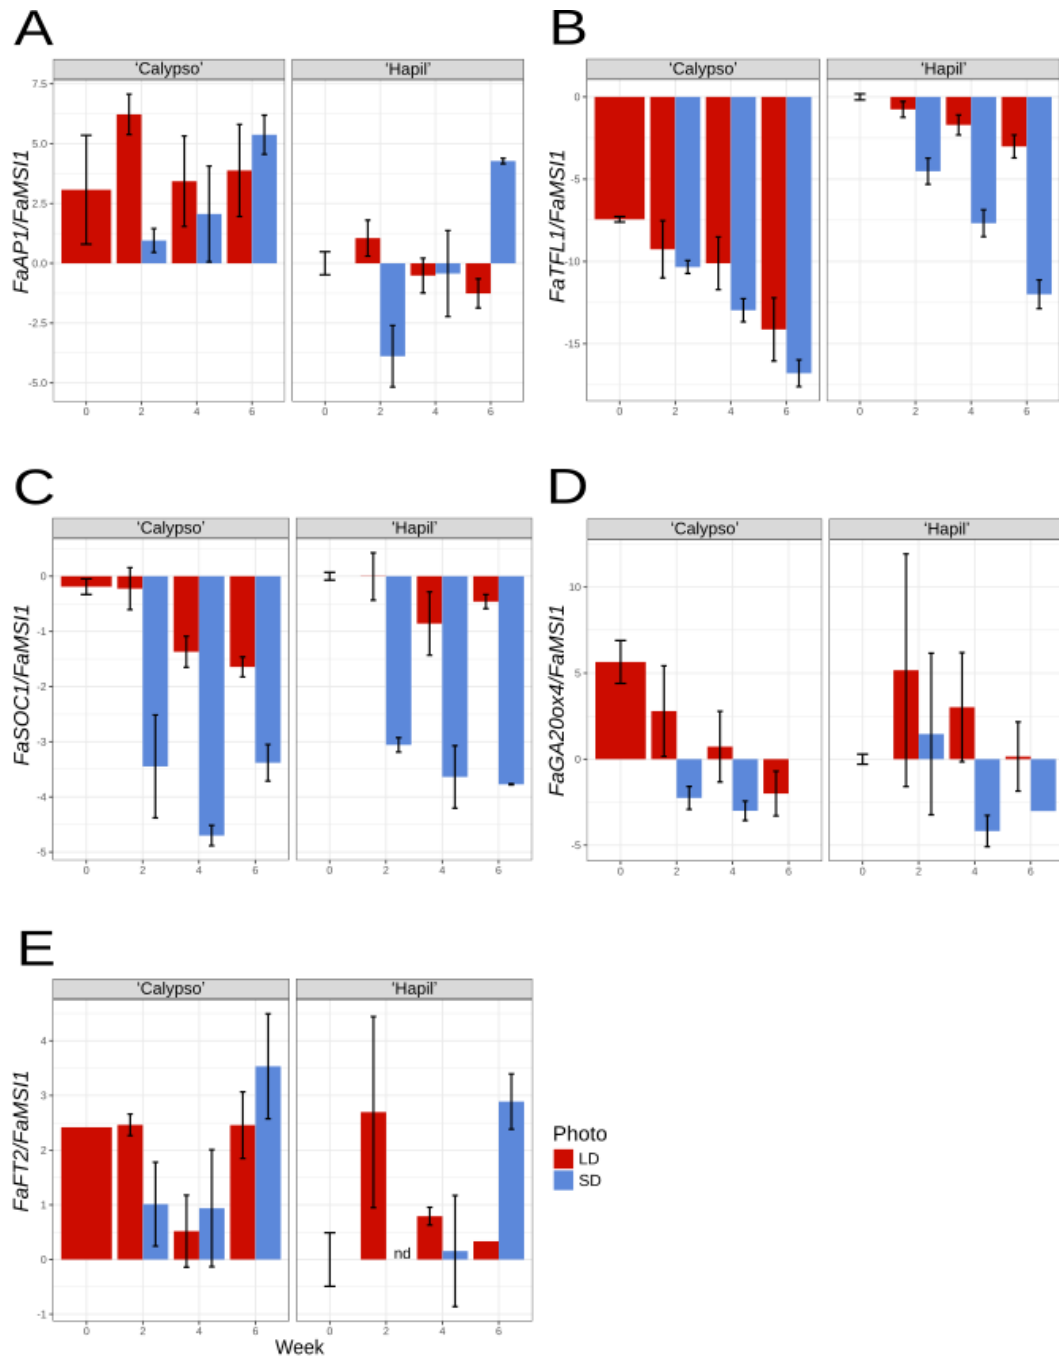 A
'Calypso'
'Hapil'
FaAP1/FaMSI1
7.5
5.0
2.5
0.0
-2.5
-5.0
0 2 4 6
0 2 4 6
B
'Calypso'
'Hapil'
FaTFL1/FaMSI1
0
-5
-10
-15
0 2 4 6
0 2 4 6
C
'Calypso'
'Hapil'
FaSOC1/FaMSI1
0
-1
-2
-3
-4
-5
0 2 4 6
0 2 4 6
D
'Calypso'
'Hapil'
FaGA20ox4/FaMSI1
10
5
0
-5
0 2 4 6
0 2 4 6
E
'Calypso'
'Hapil'
FaFT2/FaMSI1
4
3
2
1
0
-1
nd
0 2 4 6
0 2 4 6
Week
Photo
LD
SD